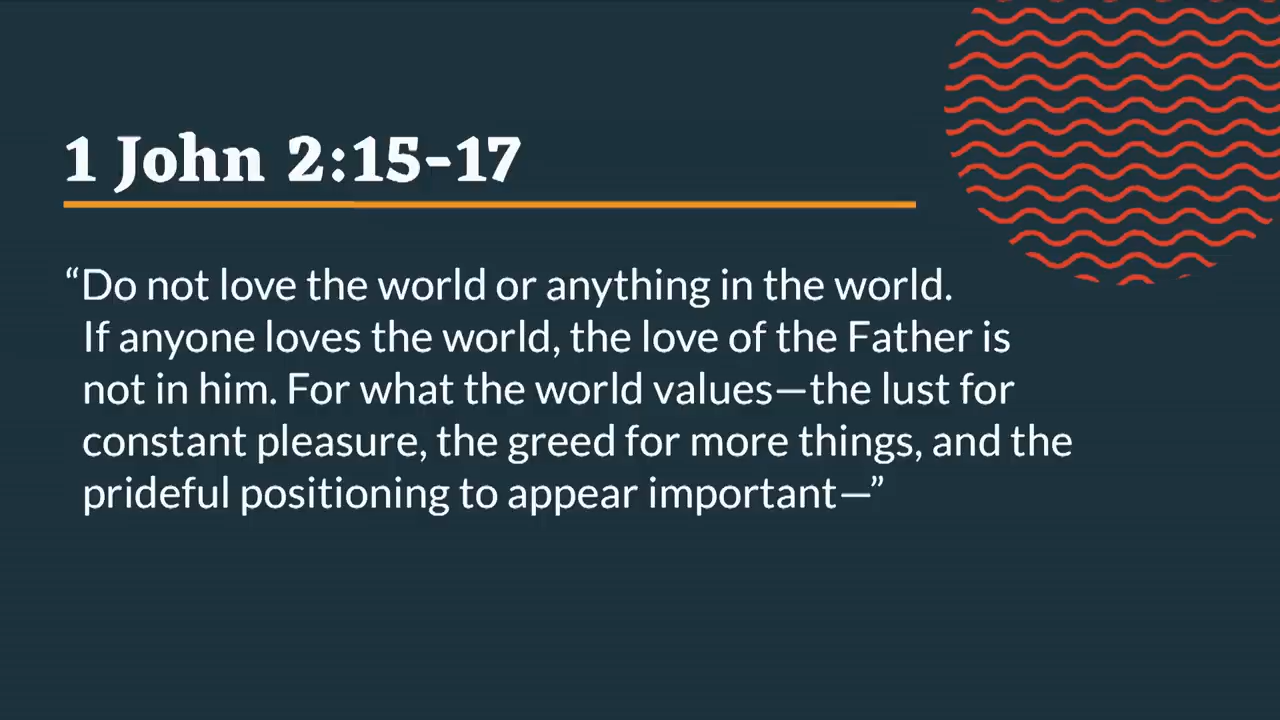 1 John 2:15-17
“Do not love the world or anything in the world.
If anyone loves the world, the love of the Father is
not in him. For what the world values—the lust for
constant pleasure, the greed for more things, and the
prideful positioning to appear important—”